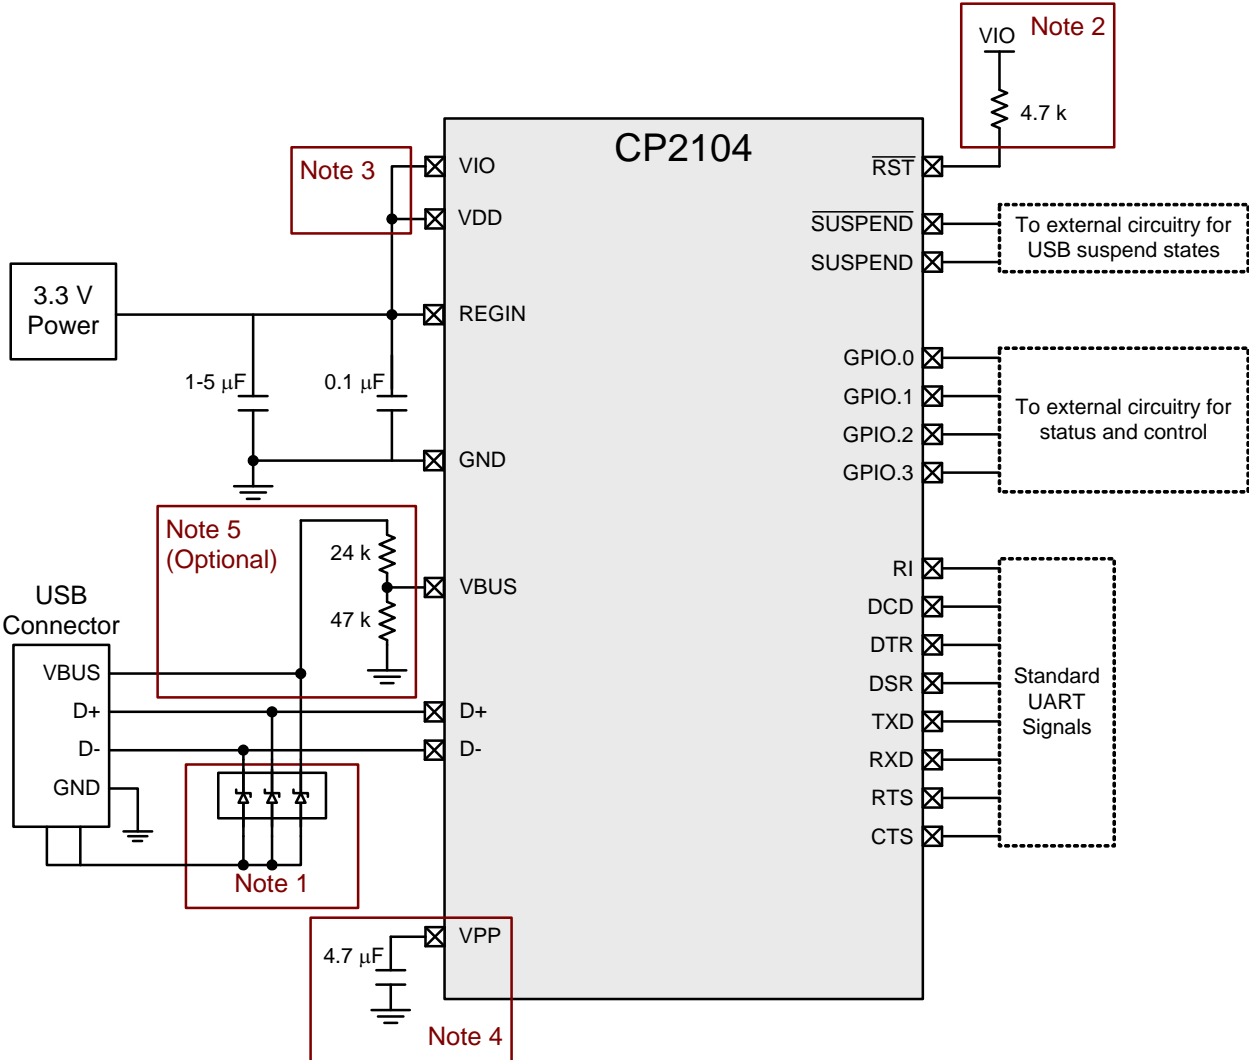 Note 2
VIO
4.7 k
CP2104
Note 3
VIO
VDD
REGIN
GND
VBUS
D+
D-
VPP
RST
SUSPEND
SUSPEND
GPIO.0
GPIO.1
GPIO.2
GPIO.3
RI
DCD
DTR
DSR
TXD
RXD
RTS
CTS
To external circuitry for
USB suspend states
To external circuitry for
status and control
Standard
UART
Signals
3.3 V
Power
1-5 μF
0.1 μF
Note 5
(Optional)
24 k
47 k
USB
Connector
VBUS
D+
D-
GND
Note 1
4.7 μF
Note 4